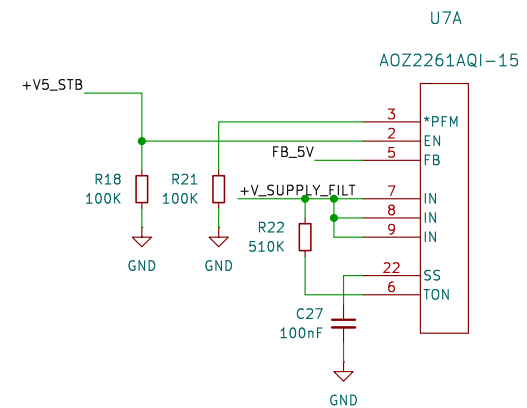 U7A
AOZ2261AQI-15
+V5_STB
3
*PFM
2
EN
FB_5V
5
FB
R18
100K
R21
100K
+V_SUPPLY_FILT
7
IN
8
IN
R22
510K
9
IN
GND
GND
22
SS
6
TON
C27
100nF
GND